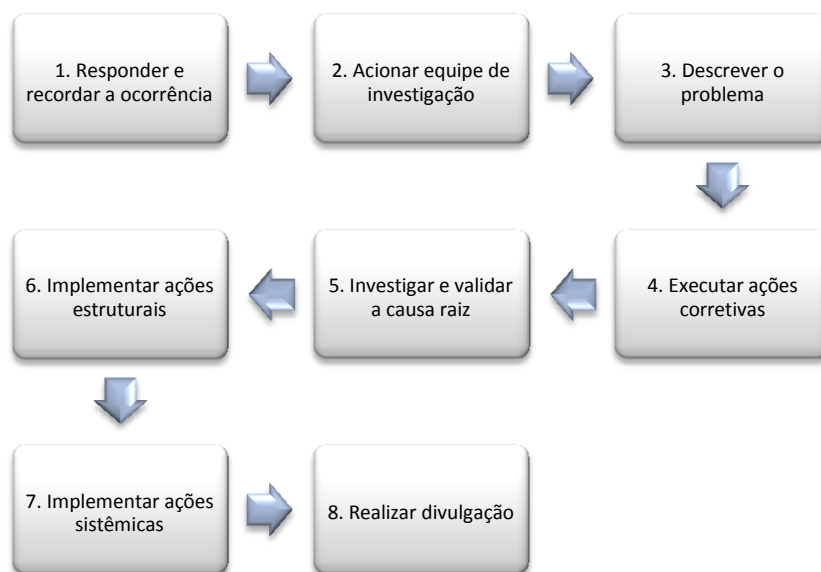 1. Responder e
recordar a ocorrência
2. Acionar equipe de
investigação
3. Descrever o
problema
4. Executar ações
corretivas
5. Investigar e validar
a causa raiz
6. Implementar ações
estruturais
7. Implementar ações
sistêmicas
8. Realizar divulgação